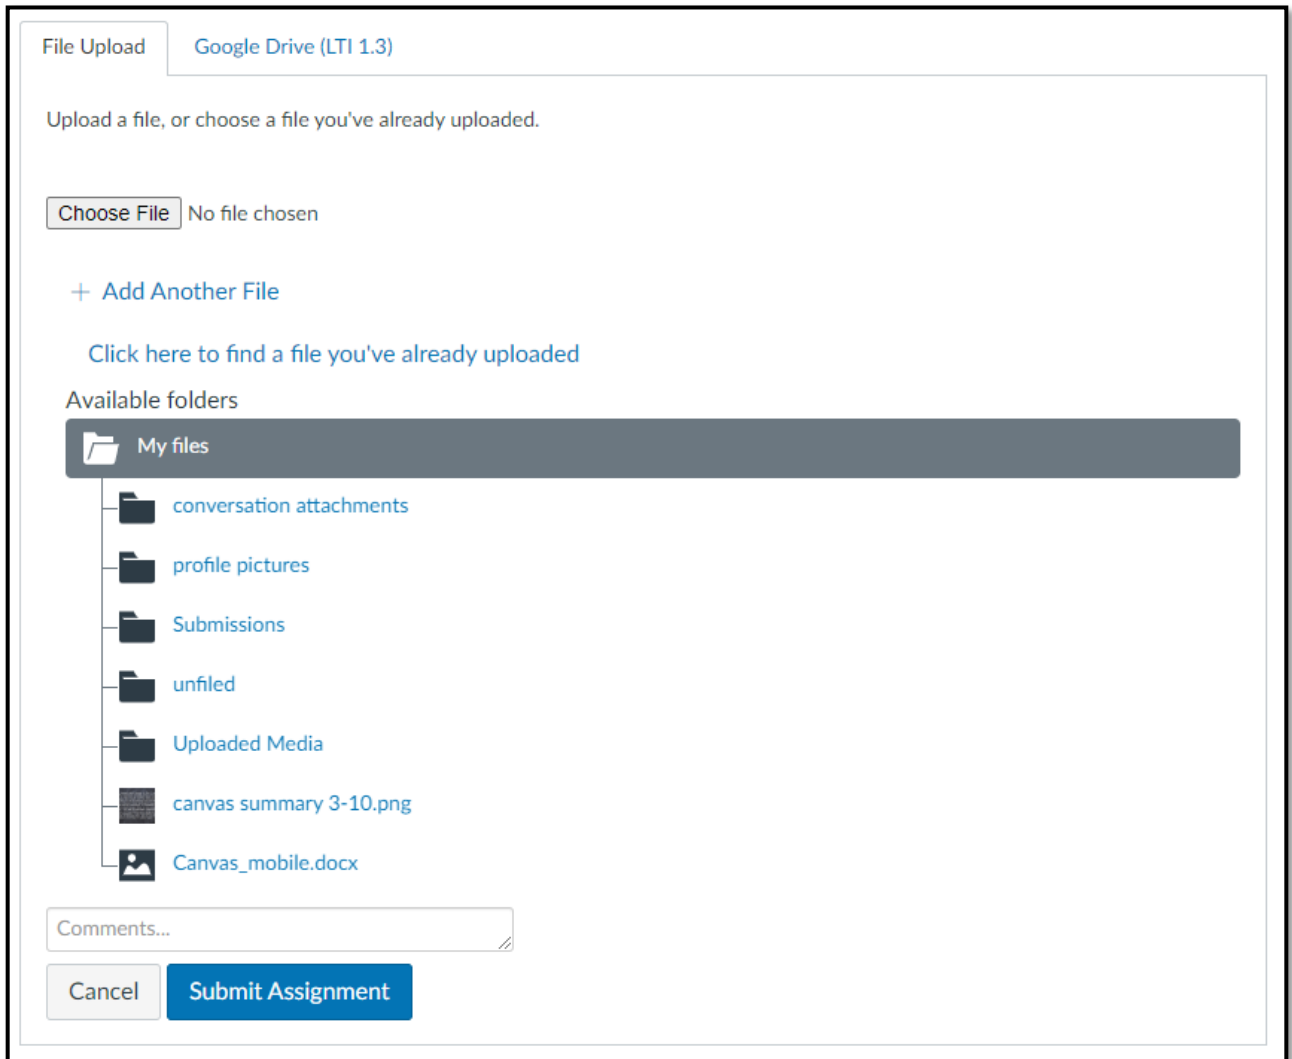 File Upload Google Drive (LTI 1.3)
Upload a file, or choose a file you've already uploaded.
Choose File No file chosen
+ Add Another File
Click here to find a file you've already uploaded
Available folders
My files
conversation attachments
profile pictures
Submissions
unfiled
Uploaded Media
canvas summary 3-10.png
Canvas_mobile.docx
Comments...
Cancel Submit Assignment